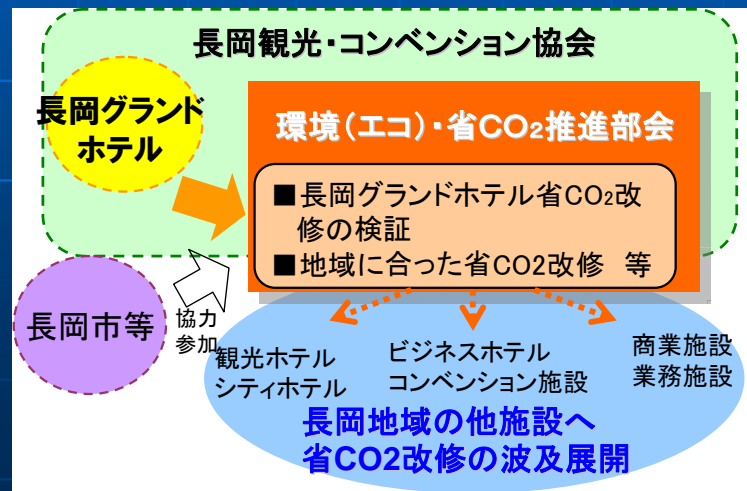 長岡観光・コンベンション協会
長岡グランド
ホテル
環境(エコ)・省CO₂推進部会
■長岡グランドホテル省CO₂改
修の検証
■地域に合った省CO2改修 等
長岡市等
協力
参加
観光ホテル
シティホテル
ビジネスホテル
コンベンション施設
商業施設
業務施設
長岡地域の他施設へ
省CO2改修の波及展開